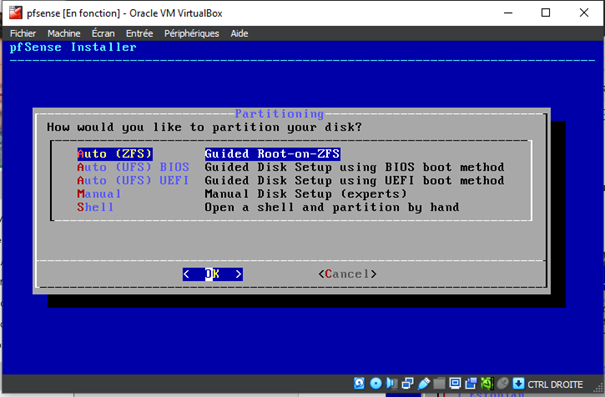 pfsense [En fonction] - Oracle VM VirtualBox
Fichier Machine Écran Entrée Périphériques Aide
pfSense Installer
Partitioning
How would you like to partition your disk?
Auto (ZFS) Guided Root-on-ZFS
Auto (UFS) BIOS Guided Disk Setup using BIOS boot method
Auto (UFS) UEFI Guided Disk Setup using UEFI boot method
Manual Manual Disk Setup (experts)
Shell Open a shell and partition by hand
< OK > <Cancel>
CTRL DROITE